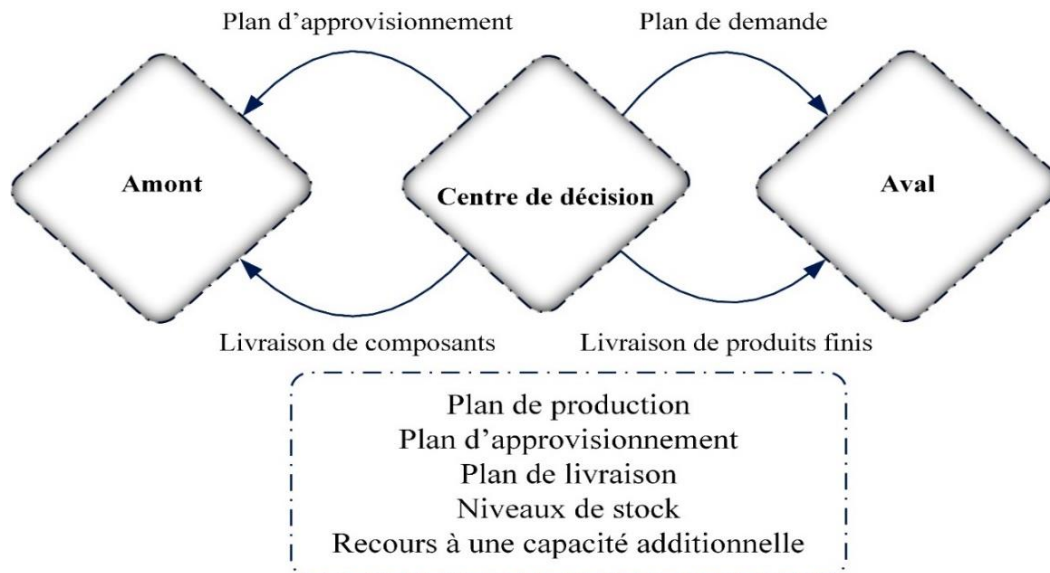 Plan d’approvisionnement
Plan de demande
Amont
Centre de décision
Aval
Livraison de composants
Livraison de produits finis
Plan de production
Plan d’approvisionnement
Plan de livraison
Niveaux de stock
Recours à une capacité additionnelle